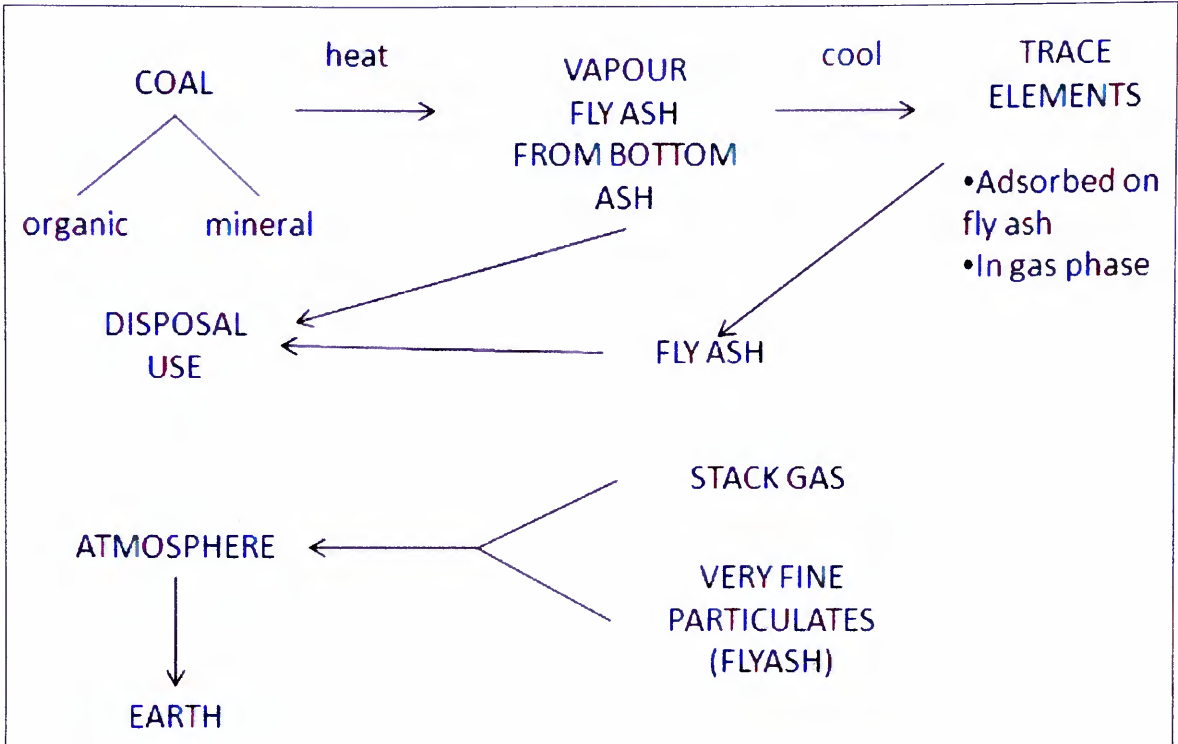 COAL
organic
mineral
heat
VAPOUR
FLY ASH
FROM BOTTOM
ASH
cool
TRACE
ELEMENTS
•Adsorbed on
fly ash
•In gas phase
DISPOSAL
USE
FLY ASH
STACK GAS
ATMOSPHERE
VERY FINE
PARTICULATES
(FLYASH)
EARTH